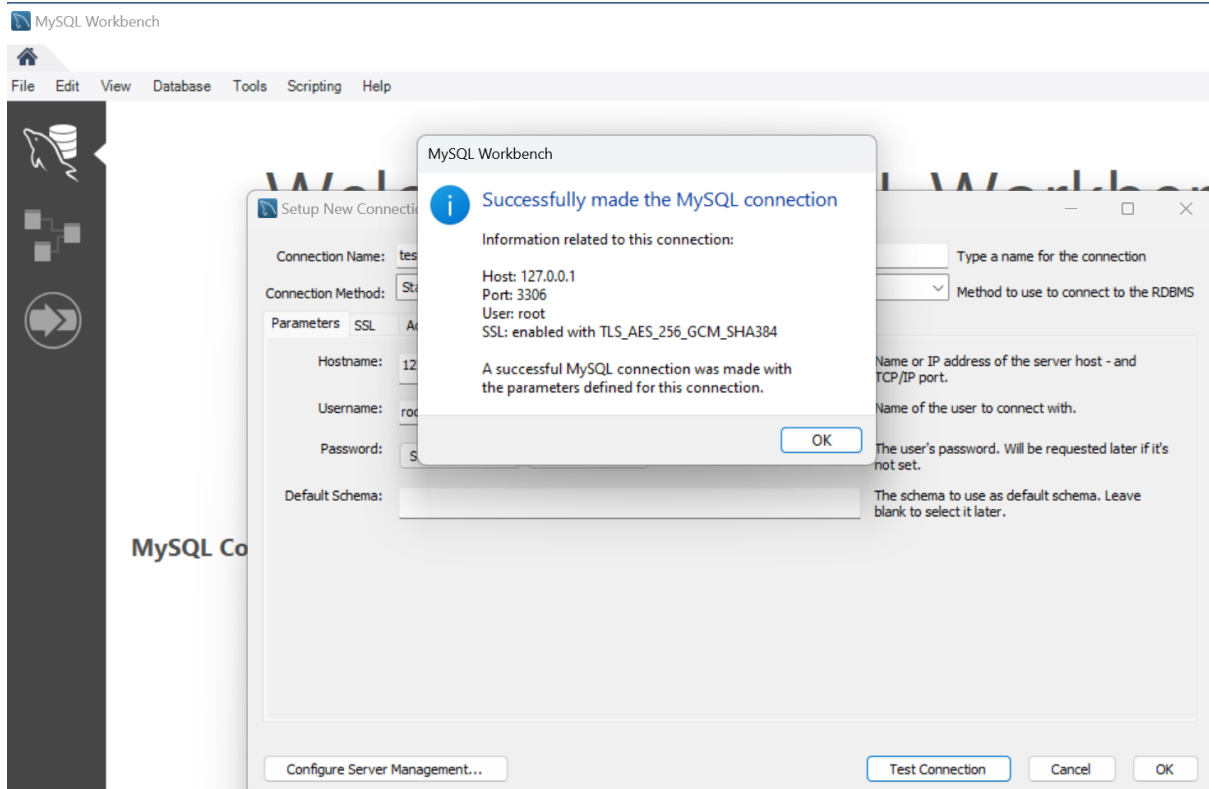 MySQL Workbench
File Edit View Database Tools Scripting Help
MySQL Workbench
Successfully made the MySQL connection
Information related to this connection:
Host: 127.0.0.1
Port: 3306
User: root
SSL: enabled with TLS_AES_256_GCM_SHA384
A successful MySQL connection was made with
the parameters defined for this connection.
OK
Setup New
Connection Name: Type a name for the connection
Connection Method: Method to use to connect to the RDBMS
Parameters SSL
Hostname: Name or IP address of the server host - and
TCP/IP port.
Username: Name of the user to connect with.
Password: The user's password. Will be requested later if it's
not set.
Default Schema: The schema to use as default schema. Leave
blank to select it later.
MySQL
Configure Server Management... Test Connection Cancel OK